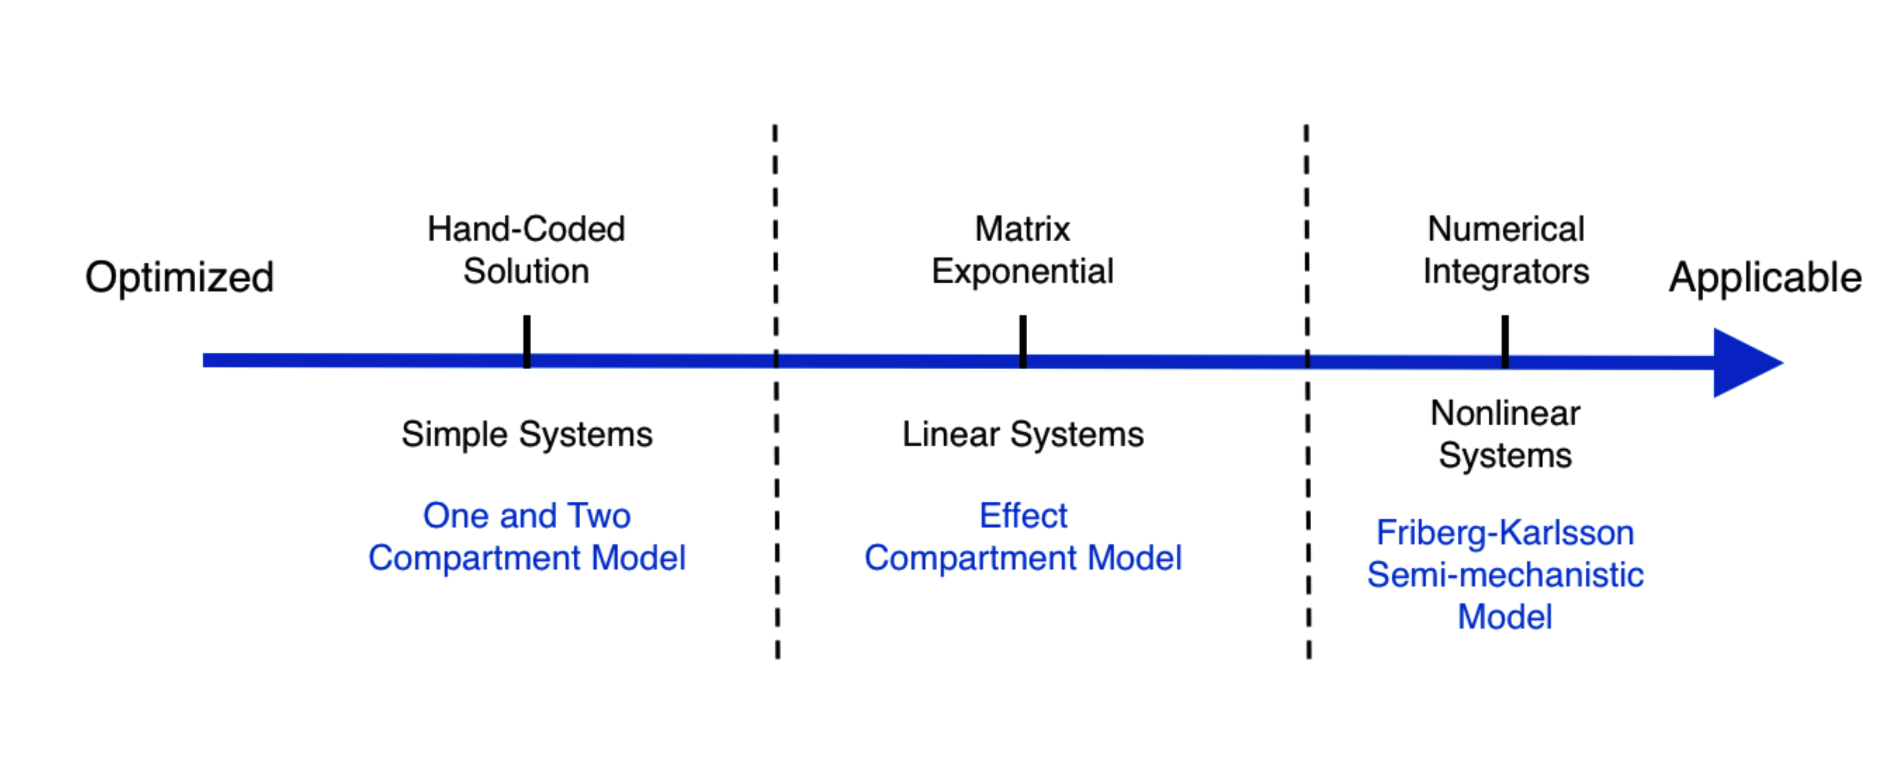 Optimized
Hand-Coded
Solution
Matrix
Exponential
Numerical
Integrators
Applicable
Simple Systems
Linear Systems
Nonlinear
Systems
One and Two
Compartment Model
Effect
Compartment Model
Friberg-Karlsson
Semi-mechanistic
Model